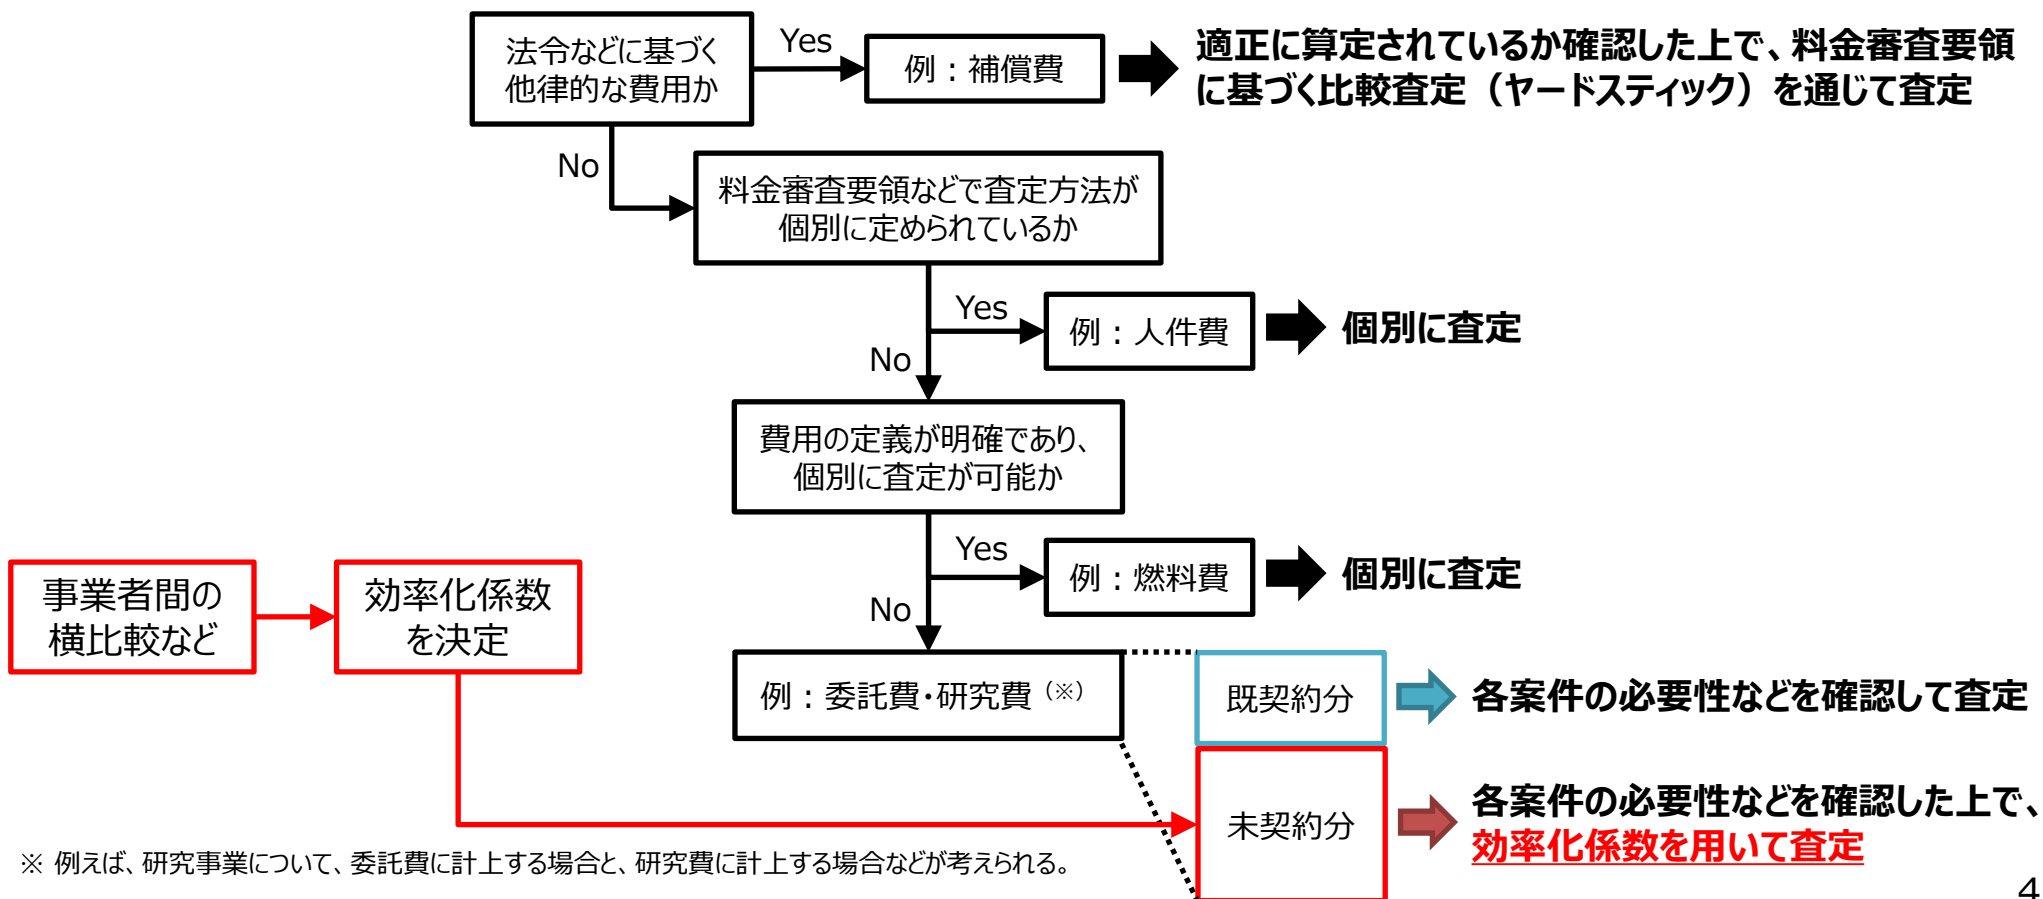 法令などに基づく
他律的な費用か
Yes
例：補償費
適正に算定されているか確認した上で、料金審査要領
に基づく比較査定（ヤードスティック）を通じて査定
No
料金審査要領などで査定方法が
個別に定められているか
Yes
例：人件費
個別に査定
No
費用の定義が明確であり、
個別に査定が可能か
Yes
例：燃料費
個別に査定
No
事業者間の
横比較など
効率化係数
を決定
例：委託費・研究費（※）
既契約分
各案件の必要性などを確認して査定
未契約分
各案件の必要性などを確認した上で、
効率化係数を用いて査定
※ 例えば、研究事業について、委託費に計上する場合と、研究費に計上する場合などが考えられる。
4